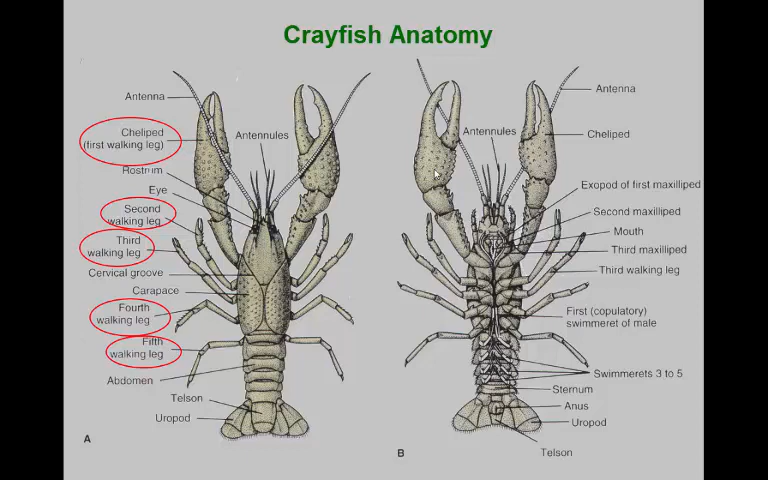 Crayfish Anatomy
Antenna
Cheliped
(first walking leg)
Antennules
Rostrum
Eye
Second
walking leg
Third
walking leg
Cervical groove
Carapace
Fourth
walking leg
Fifth
walking leg
Abdomen
Telson
Uropod
A
Antenna
Antennules
Cheliped
Exopod of first maxilliped
Second maxilliped
Mouth
Third maxilliped
Third walking leg
First (copulatory)
swimmeret of male
Swimmerets 3 to 5
Sternum
Anus
Uropod
Telson
B